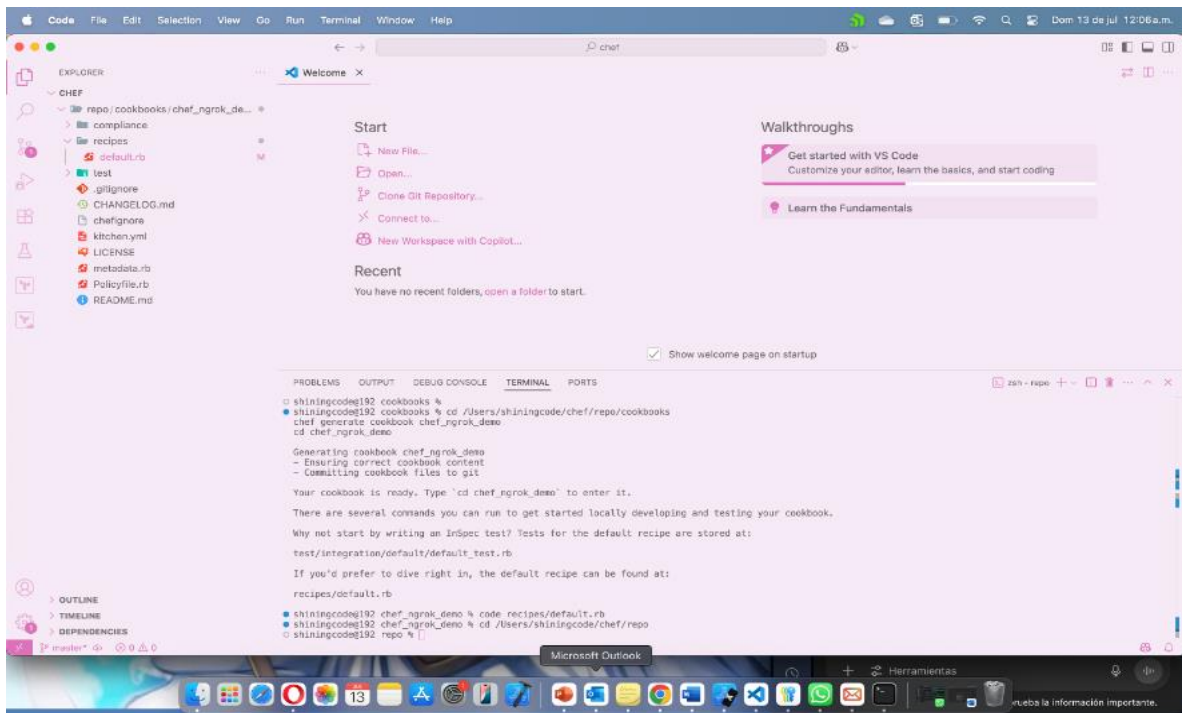 Code File Edit Selection View Go Run Terminal Window Help
Dom 13 de jul 12:06 a.m.
chef
EXPLORER
Welcome
CHEF
repo/cookbooks/chef_ngrok_de...
compliance
recipes
default.rb M
test
.gitignore
CHANGELOG.md
chefignore
kitchen.yml
LICENSE
metadata.rb
Policyfile.rb
README.md
OUTLINE
TIMELINE
DEPENDENCIES
Start
New File...
Open...
Clone Git Repository...
Connect to...
New Workspace with Copilot...
Recent
You have no recent folders, open a folder to start.
Walkthroughs
Get started with VS Code
Customize your editor, learn the basics, and start coding
Learn the Fundamentals
Show welcome page on startup
PROBLEMS OUTPUT DEBUG CONSOLE TERMINAL PORTS
zsh - repo
shiningcode@192 cookbooks %
shiningcode@192 cookbooks % cd /Users/shiningcode/chef/repo/cookbooks
chef generate cookbook chef_ngrok_demo
cd chef_ngrok_demo
Generating cookbook chef_ngrok_demo
- Ensuring correct cookbook content
- Committing cookbook files to git
Your cookbook is ready. Type `cd chef_ngrok_demo` to enter it.
There are several commands you can run to get started locally developing and testing your cookbook.
Why not start by writing an InSpec test? Tests for the default recipe are stored at:
test/integration/default/default_test.rb
If you'd prefer to dive right in, the default recipe can be found at:
recipes/default.rb
shiningcode@192 chef_ngrok_demo % code recipes/default.rb
shiningcode@192 chef_ngrok_demo % cd /Users/shiningcode/chef/repo
shiningcode@192 repo %
master* 0 0 0
Microsoft Outlook
Herramientas
13
rueba la información importante.